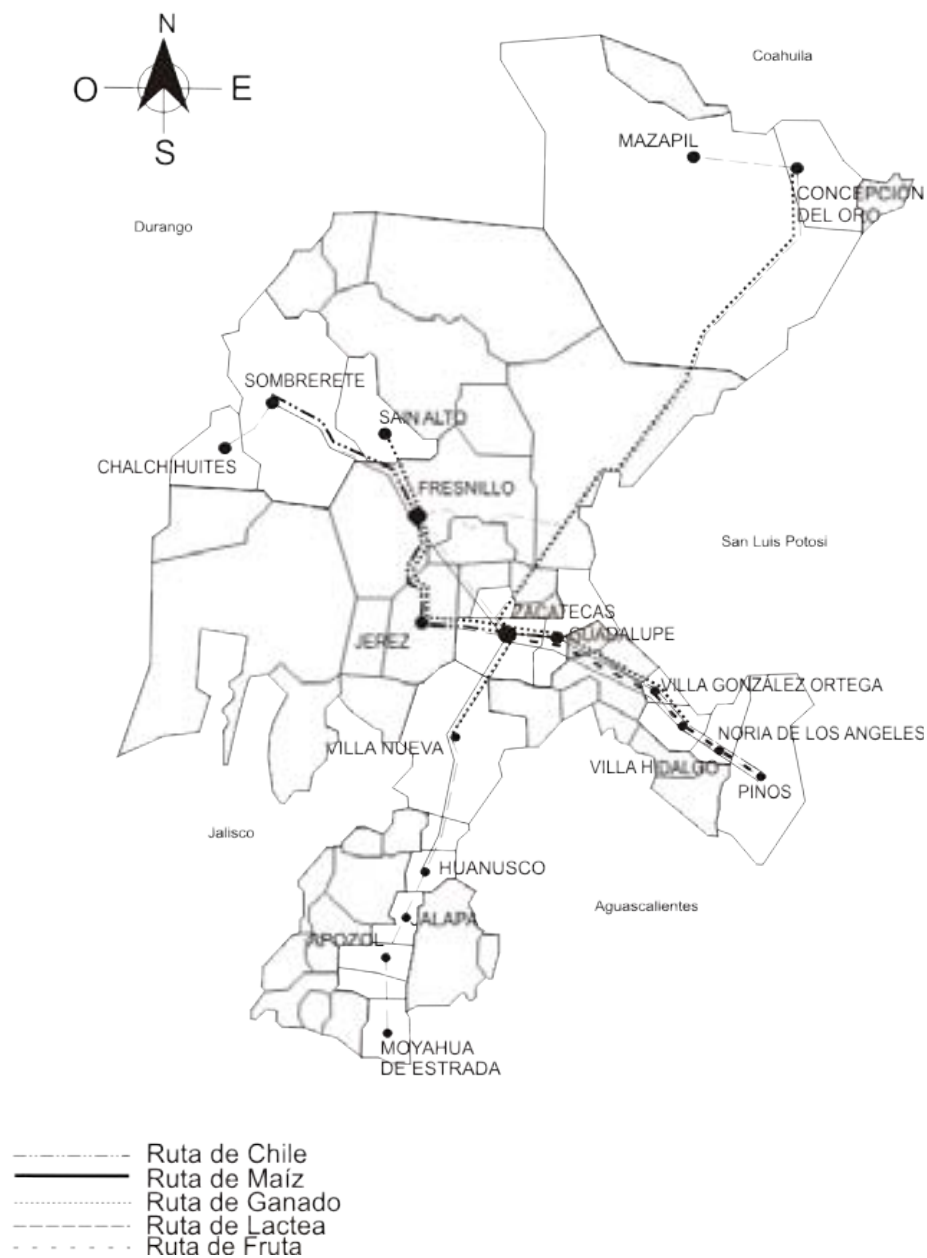 N
O
E
S
Coahuila
MAZAPIL
CONCEPCIÓN
DEL ORO
Durango
SOMBRERETE
SAIN ALTO
CHALCHIHUITES
FRESNILLO
San Luis Potosí
ZACATECAS
JEREZ
GUADALUPE
VILLA GONZÁLEZ ORTEGA
VILLA NUEVA
NORIA DE LOS ANGELES
VILLA HIDALGO
PINOS
Jalisco
HUANUSCO
Aguascalientes
JALAPA
APOZOL
MOYAHUA
DE ESTRADA
Ruta de Chile
Ruta de Maíz
Ruta de Ganado
Ruta de Lactea
Ruta de Fruta